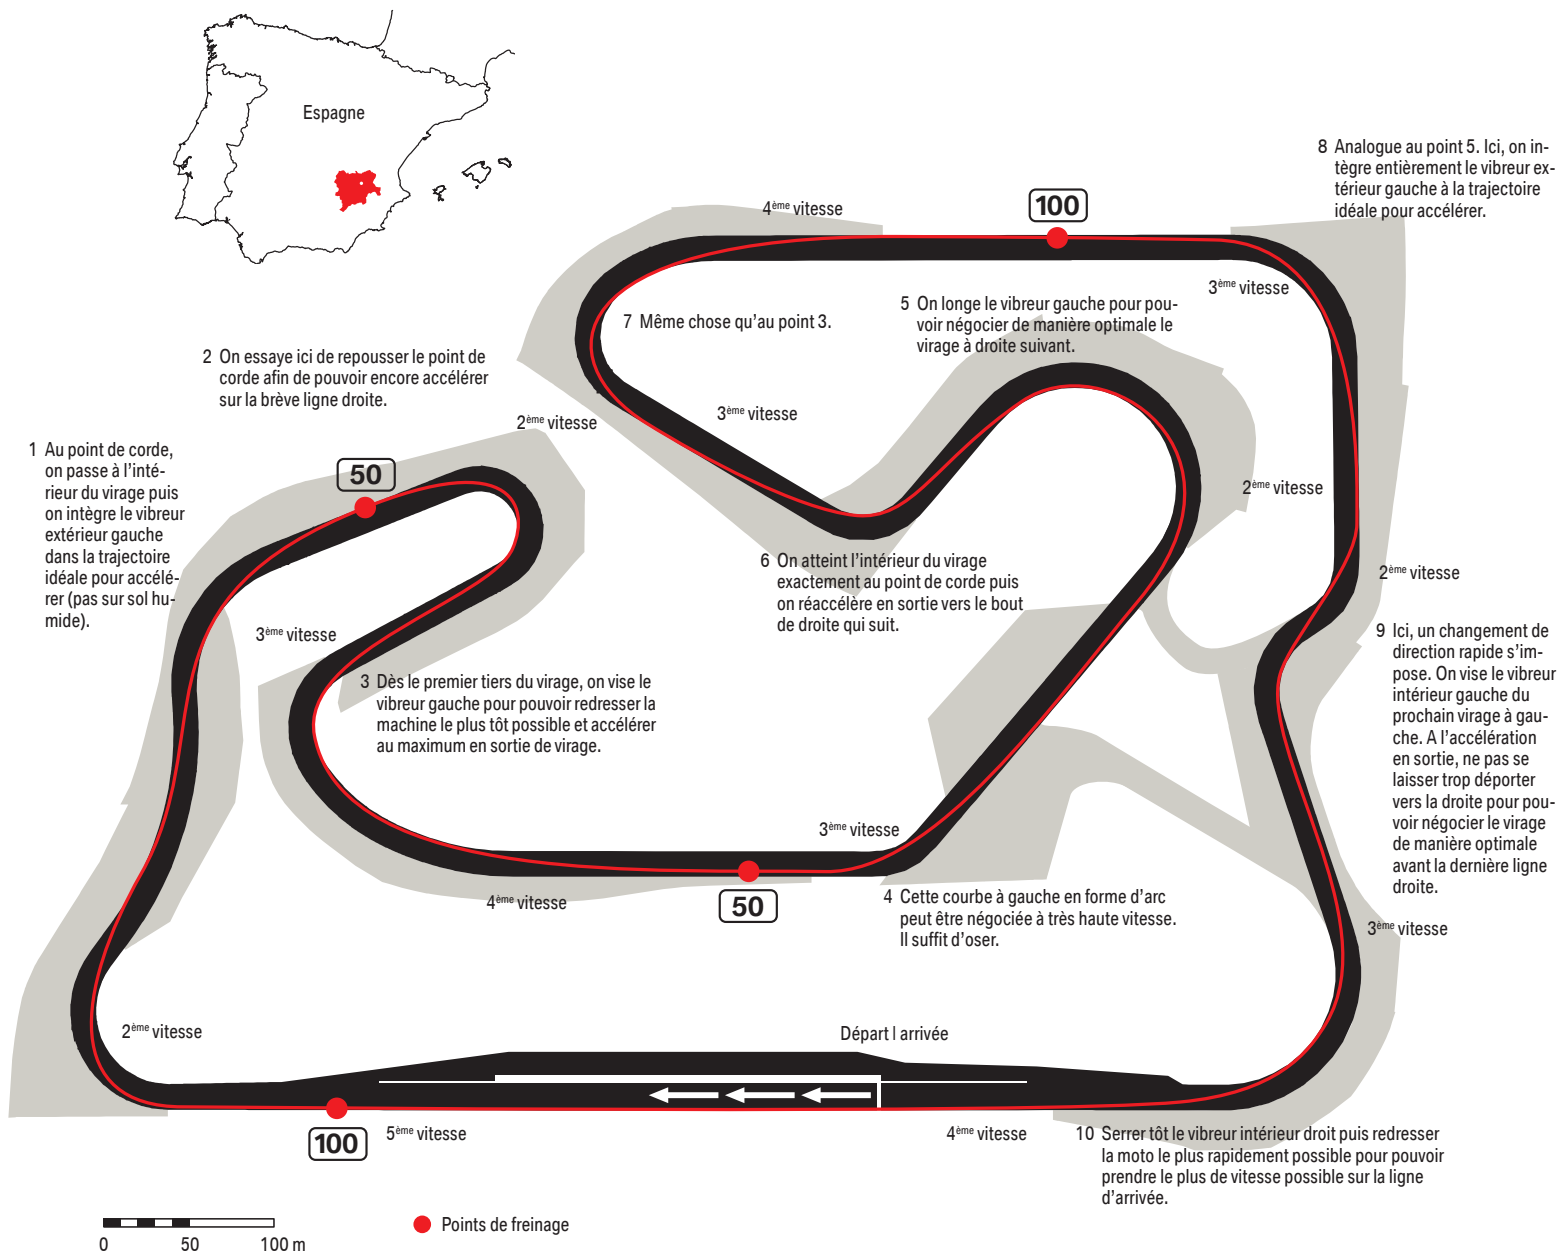 Espagne
8 Analogue au point 5. Ici, on in-
tègre entièrement le vibreur ex-
térieur gauche à la trajectoire
idéale pour accélérer.
4ème vitesse
100
3ème vitesse
5 On longe le vibreur gauche pour pou-
voir négocier de manière optimale le
virage à droite suivant.
7 Même chose qu'au point 3.
2 On essaye ici de repousser le point de
corde afin de pouvoir encore accélérer
sur la brève ligne droite.
3ème vitesse
2ème vitesse
1 Au point de corde,
on passe à l'inté-
rieur du virage puis
on intègre le vibreur
extérieur gauche
dans la trajectoire
idéale pour accélé-
rer (pas sur sol hu-
mide).
50
2ème vitesse
6 On atteint l'intérieur du virage
exactement au point de corde puis
on réaccélère en sortie vers le bout
de droite qui suit.
2ème vitesse
3ème vitesse
9 Ici, un changement de
direction rapide s'im-
pose. On vise le vibreur
intérieur gauche du
prochain virage à gau-
che. A l'accélération
en sortie, ne pas se
laisser trop déporter
vers la droite pour pou-
voir négocier le virage
de manière optimale
avant la dernière ligne
droite.
3 Dès le premier tiers du virage, on vise le
vibreur gauche pour pouvoir redresser la
machine le plus tôt possible et accélérer
au maximum en sortie de virage.
3ème vitesse
4ème vitesse
50
4 Cette courbe à gauche en forme d'arc
peut être négociée à très haute vitesse.
Il suffit d'oser.
3ème vitesse
2ème vitesse
Départ | arrivée
100
5ème vitesse
4ème vitesse
10 Serrer tôt le vibreur intérieur droit puis redresser
la moto le plus rapidement possible pour pouvoir
prendre le plus de vitesse possible sur la ligne
d'arrivée.
Points de freinage
0 50 100 m